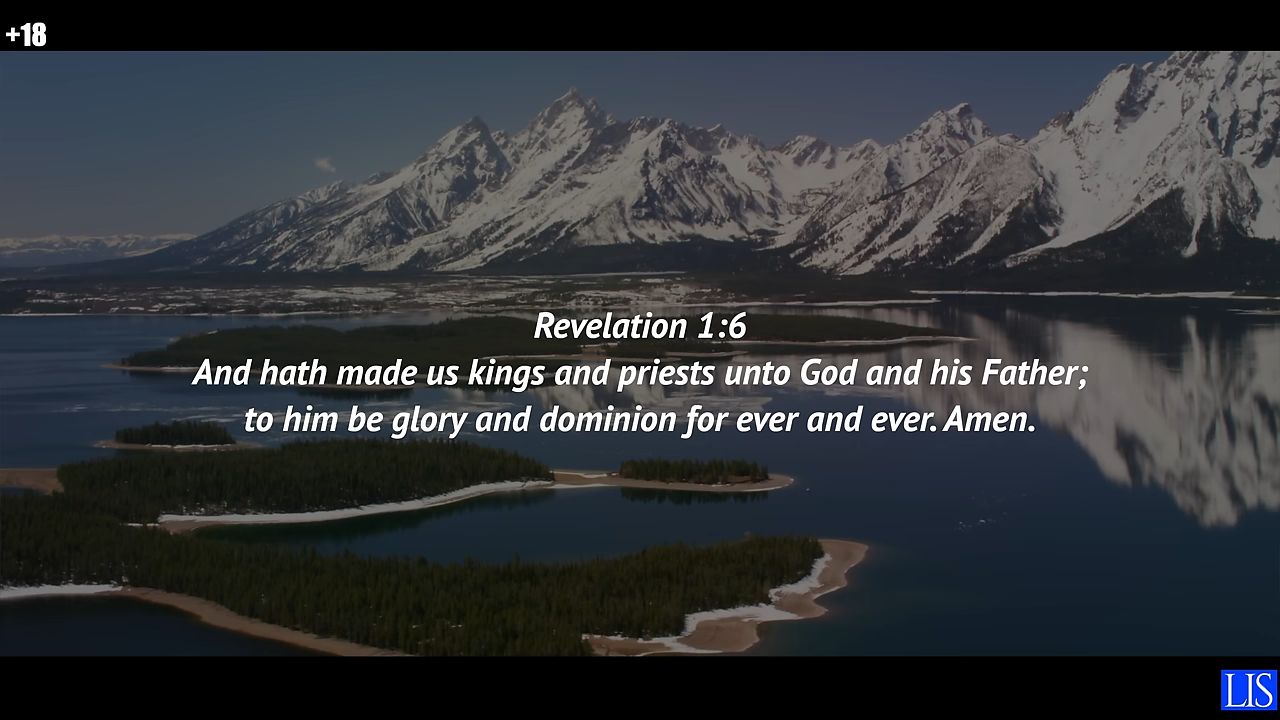 +18
Revelation 1:6
And hath made us kings and priests unto God and his Father;
to him be glory and dominion for ever and ever. Amen.
LIS